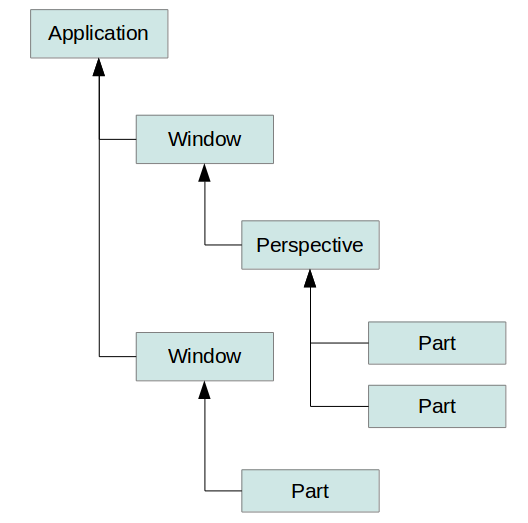 Application
Window
Perspective
Part
Part
Window
Part